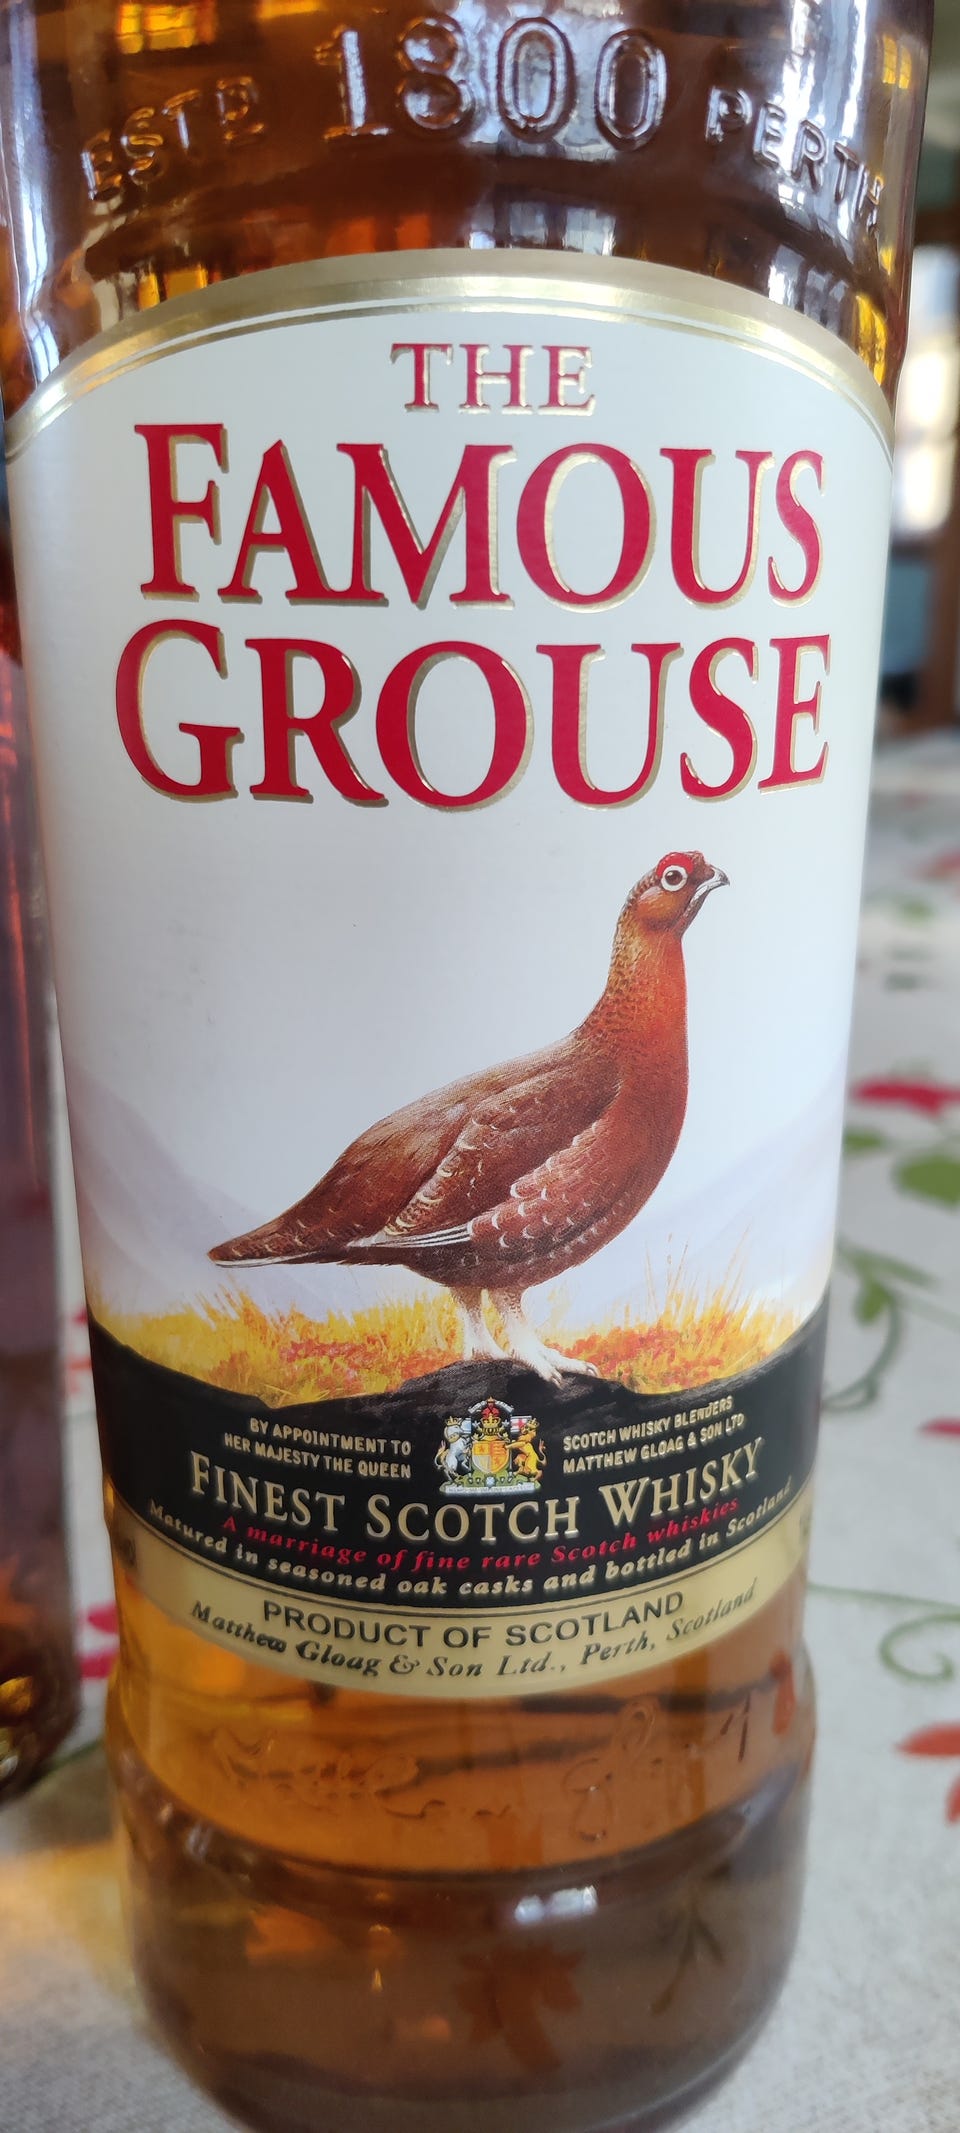 ESTD 1800 PERTH
THE
FAMOUS
GROUSE
BY APPOINTMENT TO
HER MAJESTY THE QUEEN
SCOTCH WHISKY BLENDERS
MATTHEW GLOAG & SON LTD
FINEST SCOTCH WHISKY
A marriage of fine rare Scotch whiskies
Matured in seasoned oak casks and bottled in Scotland
PRODUCT OF SCOTLAND
Matthew Gloag & Son Ltd., Perth, Scotland